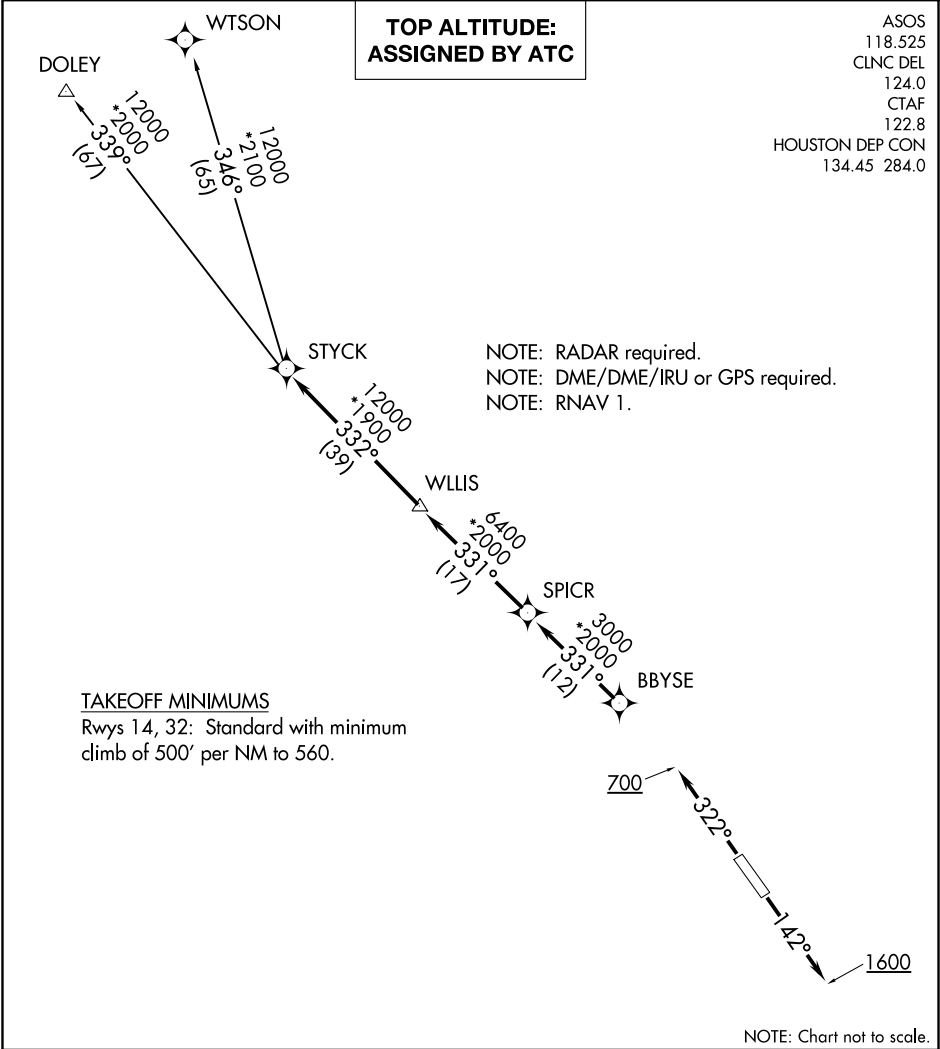 TOP ALTITUDE:
ASSIGNED BY ATC
ASOS
118.525
CLNC DEL
124.0
CTAF
122.8
HOUSTON DEP CON
134.45 284.0
WTSON
DOLEY
12000
*2000
339°
(67)
12000
*2100
346°
(65)
STYCK
NOTE: RADAR required.
NOTE: DME/DME/IRU or GPS required.
NOTE: RNAV 1.
12000
*1900
332°
(39)
WLLIS
6400
*2000
331°
(17)
SPICR
3000
*2000
331°
(12)
BBYSE
TAKEOFF MINIMUMS
Rwys 14, 32: Standard with minimum
climb of 500' per NM to 560.
700
322°
142°
1600
NOTE: Chart not to scale.